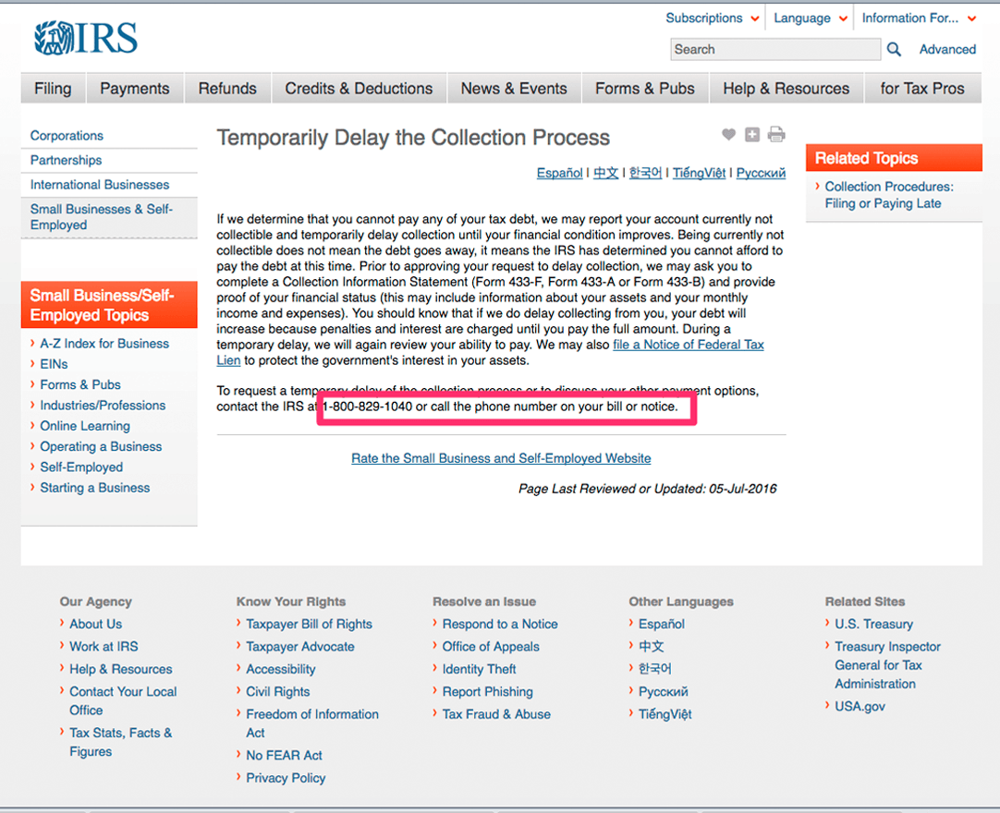 IRS
Subscriptions
Language
Information For...
Search
Advanced
Filing
Payments
Refunds
Credits & Deductions
News & Events
Forms & Pubs
Help & Resources
for Tax Pros
Corporations
Partnerships
International Businesses
Small Businesses & Self-
Employed
Small Business/Self-
Employed Topics
A-Z Index for Business
EINs
Forms & Pubs
Industries/Professions
Online Learning
Operating a Business
Self-Employed
Starting a Business
Temporarily Delay the Collection Process
Español | 中文 | 한국어 | TiếngViệt | Русский
If we determine that you cannot pay any of your tax debt, we may report your account currently not
collectible and temporarily delay collection until your financial condition improves. Being currently not
collectible does not mean the debt goes away, it means the IRS has determined you cannot afford to
pay the debt at this time. Prior to approving your request to delay collection, we may ask you to
complete a Collection Information Statement (Form 433-F, Form 433-A or Form 433-B) and provide
proof of your financial status (this may include information about your assets and your monthly
income and expenses). You should know that if we do delay collecting from you, your debt will
increase because penalties and interest are charged until you pay the full amount. During a
temporary delay, we will again review your ability to pay. We may also file a Notice of Federal Tax
Lien to protect the government's interest in your assets.
To request a temporary delay of the collection process or to discuss your other payment options,
contact the IRS at 1-800-829-1040 or call the phone number on your bill or notice.
Rate the Small Business and Self-Employed Website
Page Last Reviewed or Updated: 05-Jul-2016
Related Topics
Collection Procedures:
Filing or Paying Late
Our Agency
About Us
Work at IRS
Help & Resources
Contact Your Local
Office
Tax Stats, Facts &
Figures
Know Your Rights
Taxpayer Bill of Rights
Taxpayer Advocate
Accessibility
Civil Rights
Freedom of Information
Act
No FEAR Act
Privacy Policy
Resolve an Issue
Respond to a Notice
Office of Appeals
Identity Theft
Report Phishing
Tax Fraud & Abuse
Other Languages
Español
中文
한국어
Русский
TiếngViệt
Related Sites
U.S. Treasury
Treasury Inspector
General for Tax
Administration
USA.gov